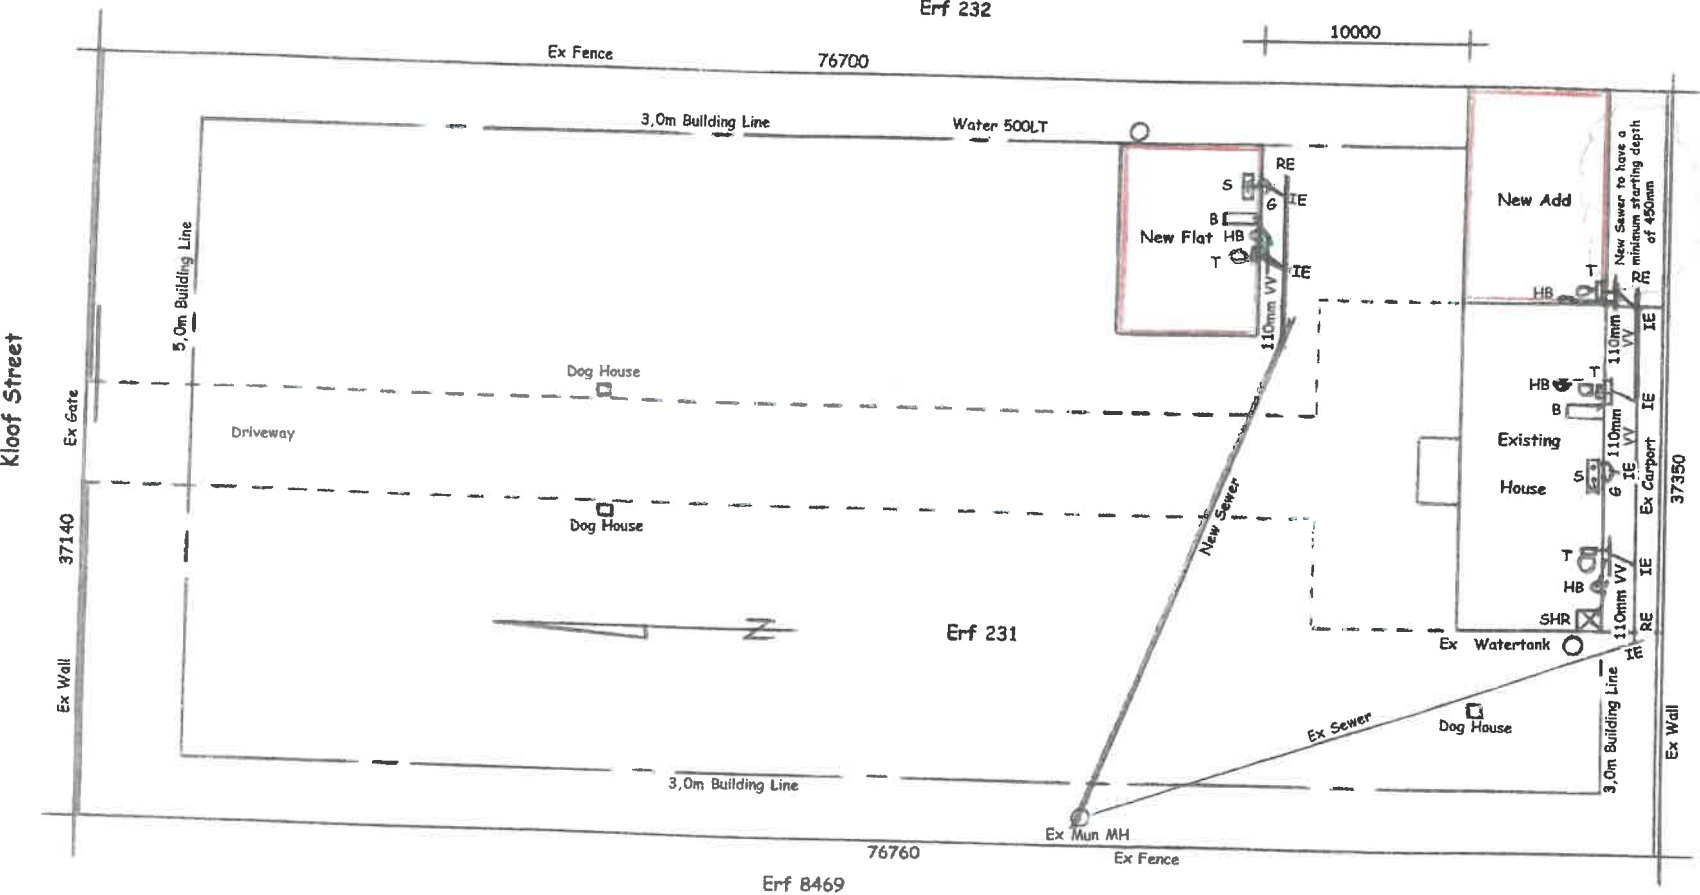 Erf 232
10000
Ex Fence
76700
3,0m Building Line
Water 500LT
RE
S
IE
G
B
New Flat
HB
T
IE
110mm VV
New Add
New Sewer to have a
minimum starting depth
of 450mm
T
RE
HB
110mm VV
IE
5,0m Building Line
Kloof Street
Ex Gate
Dog House
Driveway
HB
T
IE
B
110mm VV
Existing
House
S
G
IE
Ex Carport
37350
Dog House
New Sewer
37140
T
IE
HB
110mm VV
SHR
RE
Ex Watertank
IE
N
Erf 231
Ex Wall
Dog House
Ex Sewer
3,0m Building Line
Ex Wall
3,0m Building Line
Ex Mun MH
76760
Ex Fence
Erf 8469